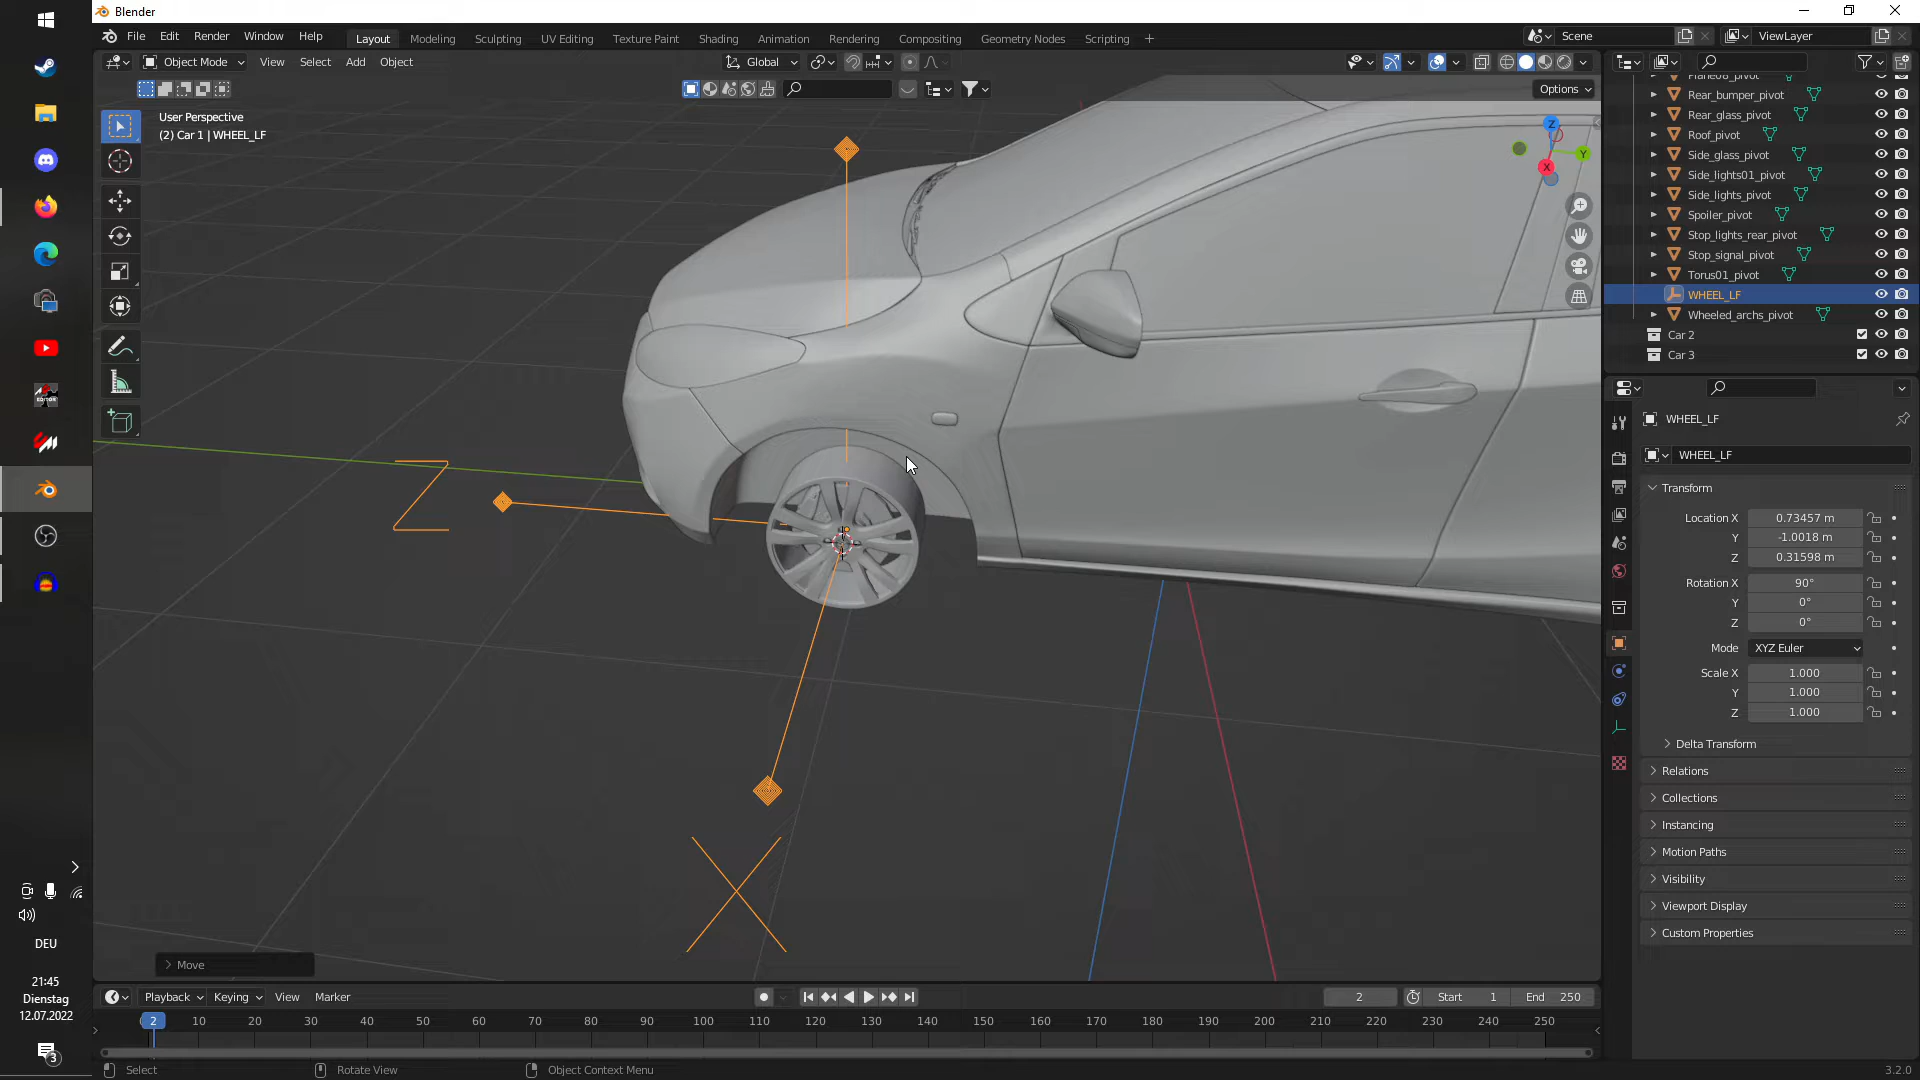 Blender
File Edit Render Window Help
Layout Modeling Sculpting UV Editing Texture Paint Shading Animation Rendering Compositing Geometry Nodes Scripting +
Scene
ViewLayer
Object Mode View Select Add Object
Global
Options
User Perspective
(2) Car 1 | WHEEL_LF
Z
X
Z
Y
X
Move
Plane08_pivot
Rear_bumper_pivot
Rear_glass_pivot
Roof_pivot
Side_glass_pivot
Side_lights01_pivot
Side_lights_pivot
Spoiler_pivot
Stop_lights_rear_pivot
Stop_signal_pivot
Torus01_pivot
WHEEL_LF
Wheeled_archs_pivot
Car 2
Car 3
WHEEL_LF
WHEEL_LF
Transform
Location X 0.73457 m
Y -1.0018 m
Z 0.31598 m
Rotation X 90°
Y 0°
Z 0°
Mode XYZ Euler
Scale X 1.000
Y 1.000
Z 1.000
Delta Transform
Relations
Collections
Instancing
Motion Paths
Visibility
Viewport Display
Custom Properties
Playback Keying View Marker
2 Start 1 End 250
2 10 20 30 40 50 60 70 80 90 100 110 120 130 140 150 160 170 180 190 200 210 220 230 240 250
Select Rotate View Object Context Menu
3.2.0
EDITOR
DEU
21:45
Dienstag
12.07.2022
3